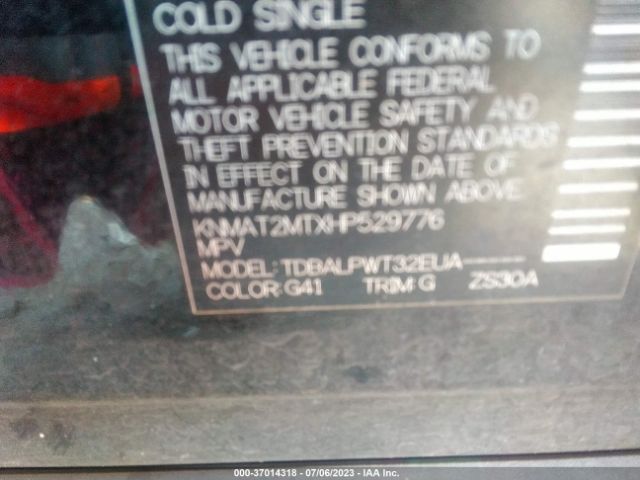 COLD SINGLE
THIS VEHICLE CONFORMS TO
ALL APPLICABLE FEDERAL
MOTOR VEHICLE SAFETY AND
THEFT PREVENTION STANDARDS
IN EFFECT ON THE DATE OF
MANUFACTURE SHOWN ABOVE
KNMAT2MTXHP529776
MPV
MODEL: TDBALPWT32EUA-----
COLOR:G41 TRIM:G ZS30A
000-37014318 - 07/06/2023 - IAA Inc.